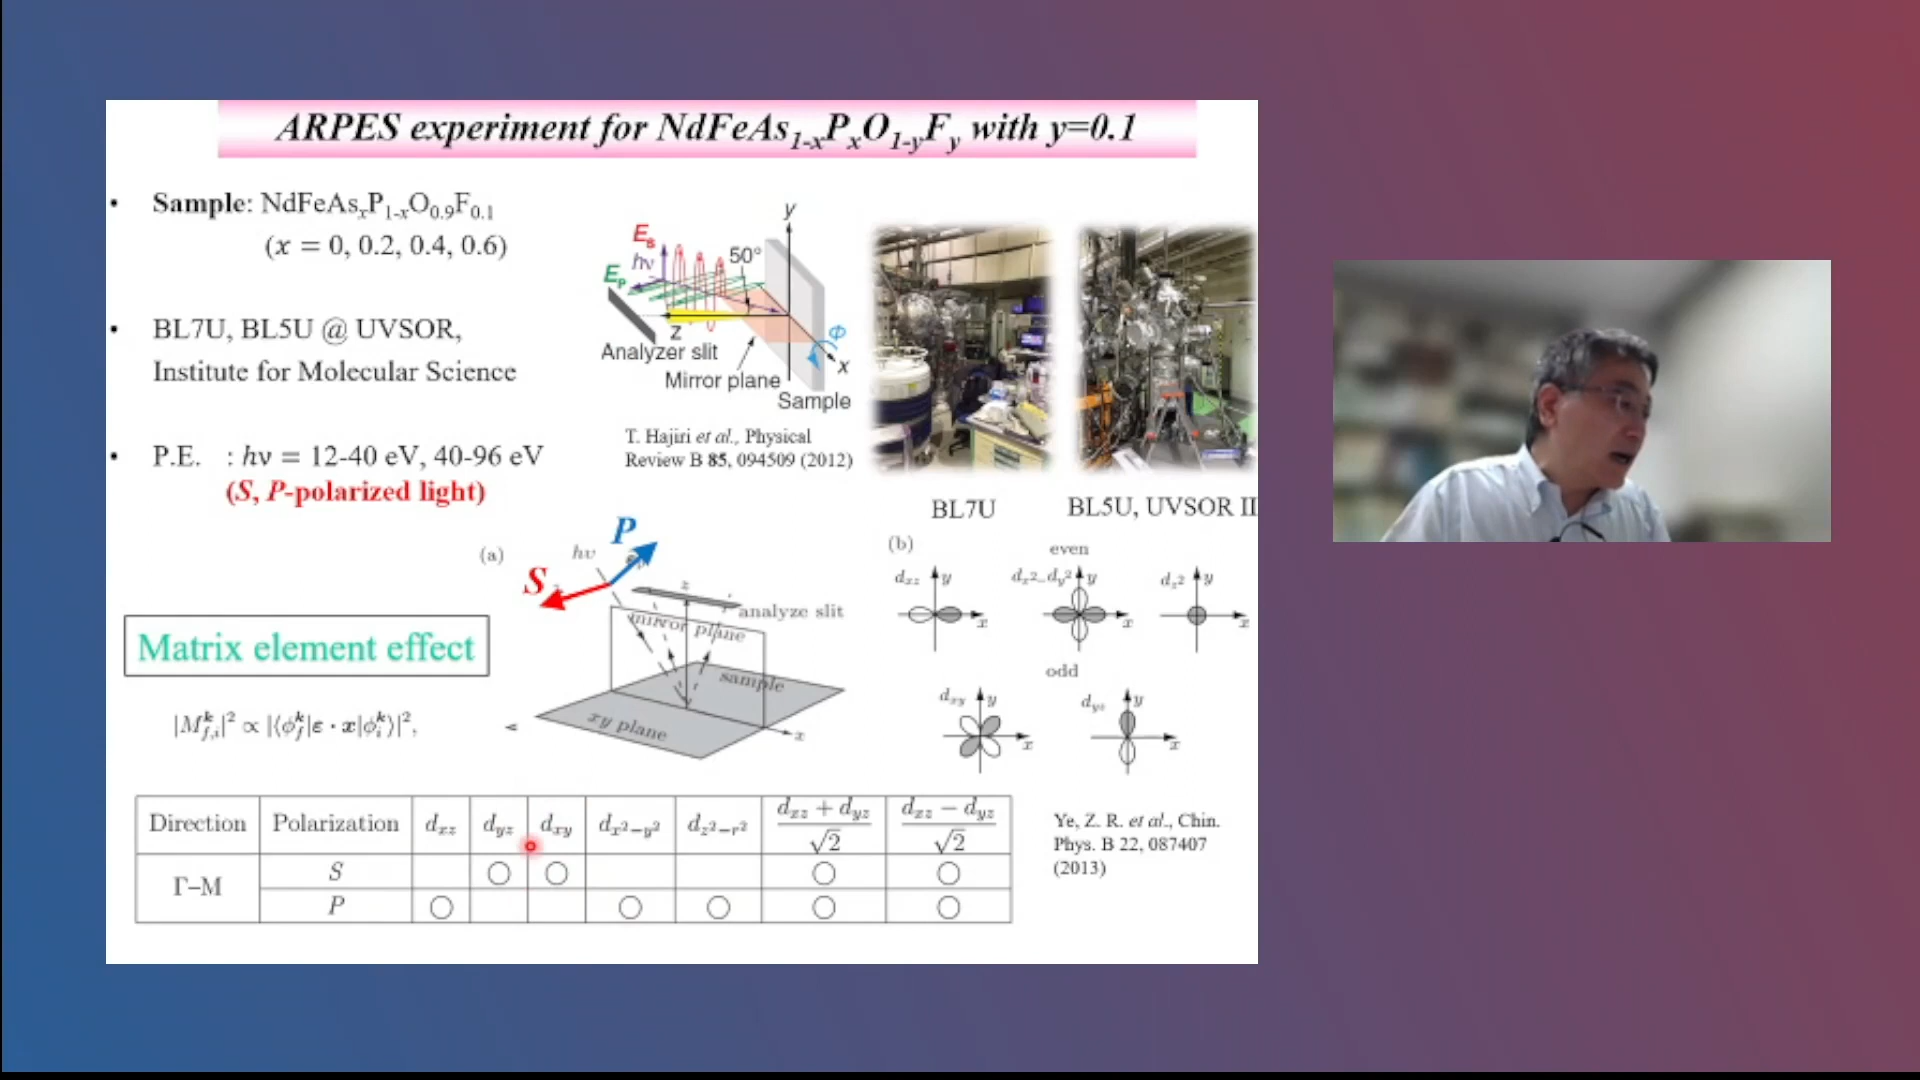 ARPES experiment for NdFeAs1-xPxO1-yFy with y=0.1
• Sample: NdFeAsxP1-xO0.9F0.1
(x = 0, 0.2, 0.4, 0.6)
• BL7U, BL5U @ UVSOR,
Institute for Molecular Science
• P.E. : hν = 12-40 eV, 40-96 eV
(S, P-polarized light)
y
Es
hν
50°
EP
Z
Φ
x
Analyzer slit
Mirror plane
Sample
T. Hajiri et al., Physical
Review B 85, 094509 (2012)
BL7U
BL5U, UVSOR II
Matrix element effect
|M^k_f,i|² ∝ |⟨ϕ^k_f|ε · x|ϕ^k_i⟩|²,
(a)
hυ
P
S
z
analyze slit
mirror plane
sample
xy plane
x
(b)
even
dxz y x
dx²-dy² y x
dz² y x
odd
dxy y x
dyz y x
Direction Polarization dxz dyz dxy dx²−y² dz²−r² dxz + dyz / √2 dxz − dyz / √2
Γ–M
S ○ ○ ○ ○
P ○ ○ ○ ○ ○
Ye, Z. R. et al., Chin.
Phys. B 22, 087407
(2013)